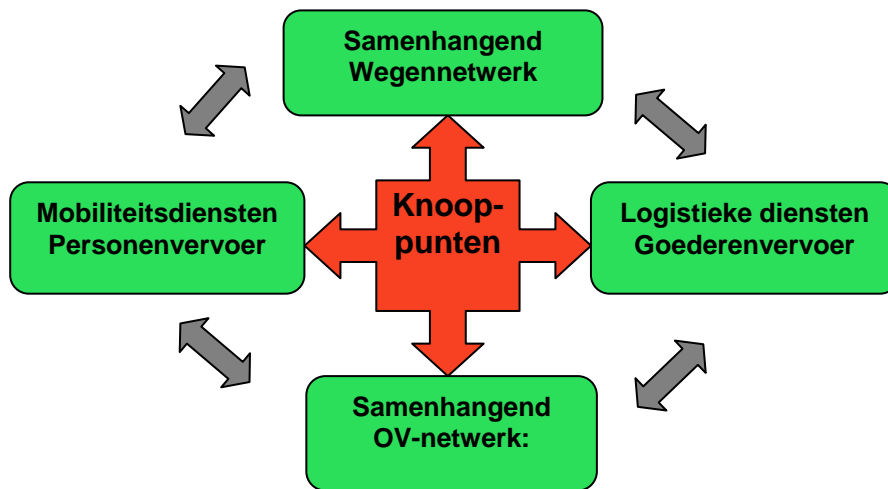 Samenhangend
Wegennetwerk
Mobiliteitsdiensten
Personenvervoer
Knoop-
punten
Logistieke diensten
Goederenvervoer
Samenhangend
OV-netwerk: